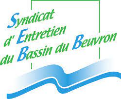 Syndicat
d'Entretien
du Bassin du Beuvron